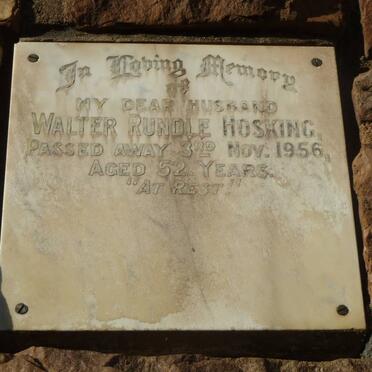 In Loving Memory
of
MY DEAR HUSBAND
WALTER RUNDLE HOSKING,
PASSED AWAY 3RD NOV. 1956,
AGED 52 YEARS.
"AT REST."